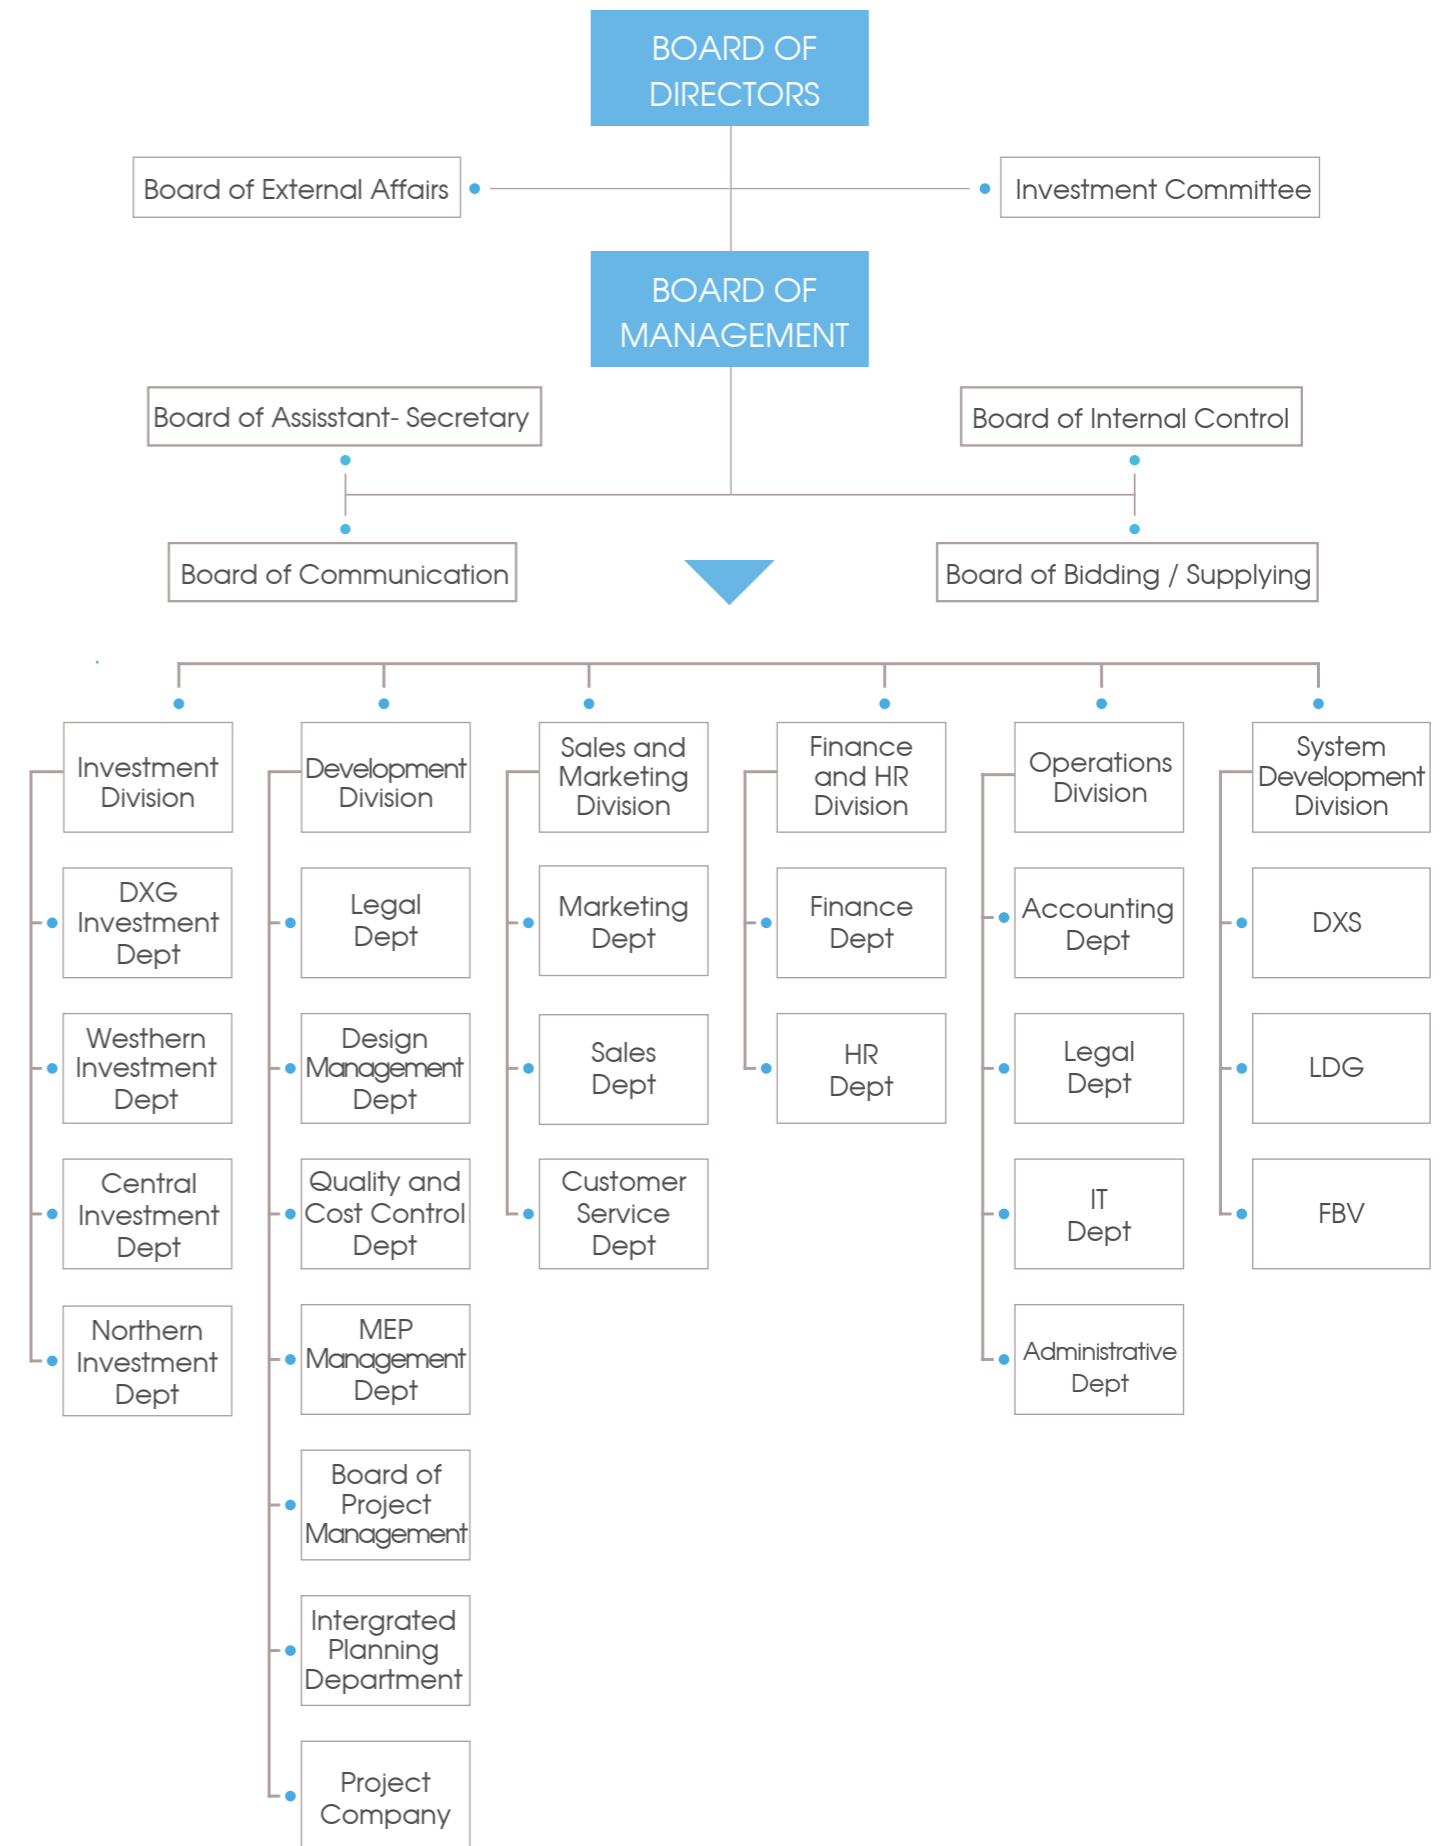 BOARD OF
DIRECTORS
Board of External Affairs
Investment Committee
BOARD OF
MANAGEMENT
Board of Assisstant- Secretary
Board of Internal Control
Board of Communication
Board of Bidding / Supplying
Investment
Division
DXG
Investment
Dept
Westhern
Investment
Dept
Central
Investment
Dept
Northern
Investment
Dept
Development
Division
Legal
Dept
Design
Management
Dept
Quality and
Cost Control
Dept
MEP
Management
Dept
Board of
Project
Management
Intergrated
Planning
Department
Project
Company
Sales and
Marketing
Division
Marketing
Dept
Sales
Dept
Customer
Service
Dept
Finance
and HR
Division
Finance
Dept
HR
Dept
Operations
Division
Accounting
Dept
Legal
Dept
IT
Dept
Administrative
Dept
System
Development
Division
DXS
LDG
FBV